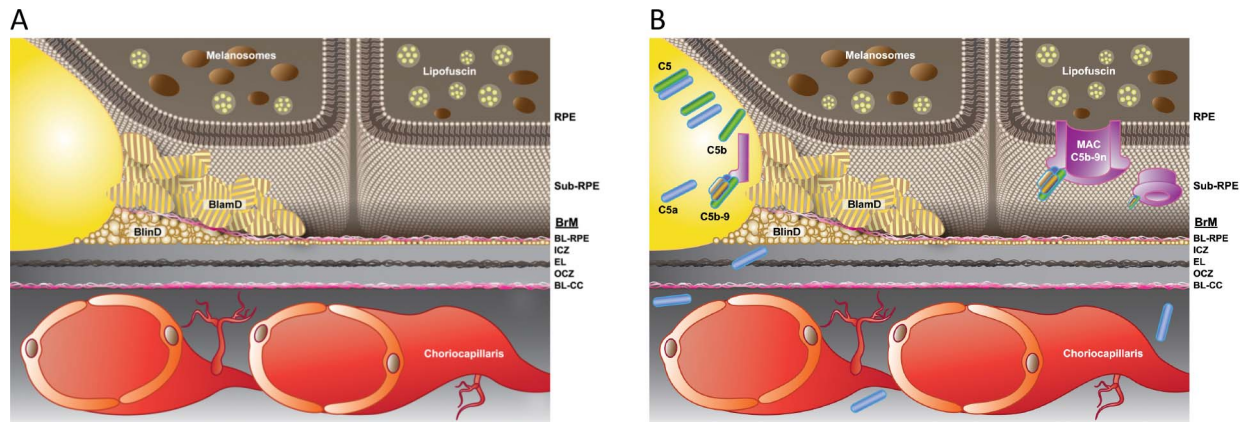 A
Melanosomes
Lipofuscin
RPE
Sub-RPE
BlamD
BlinD
BrM
BL-RPE
ICZ
EL
OCZ
BL-CC
Choriocapillaris
B
C5
Melanosomes
Lipofuscin
RPE
C5b
MAC
C5b-9n
Sub-RPE
C5a
C5b-9
BlamD
BlinD
BrM
BL-RPE
ICZ
EL
OCZ
BL-CC
Choriocapillaris